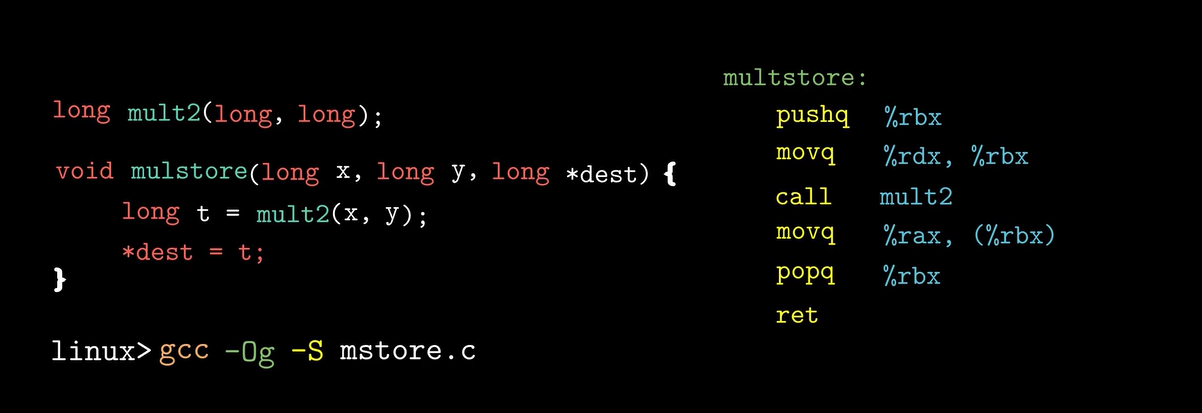 long mult2(long, long);
void mulstore(long x, long y, long *dest) {
long t = mult2(x, y);
*dest = t;
}
linux> gcc -Og -S mstore.c
multstore:
pushq %rbx
movq %rdx, %rbx
call mult2
movq %rax, (%rbx)
popq %rbx
ret